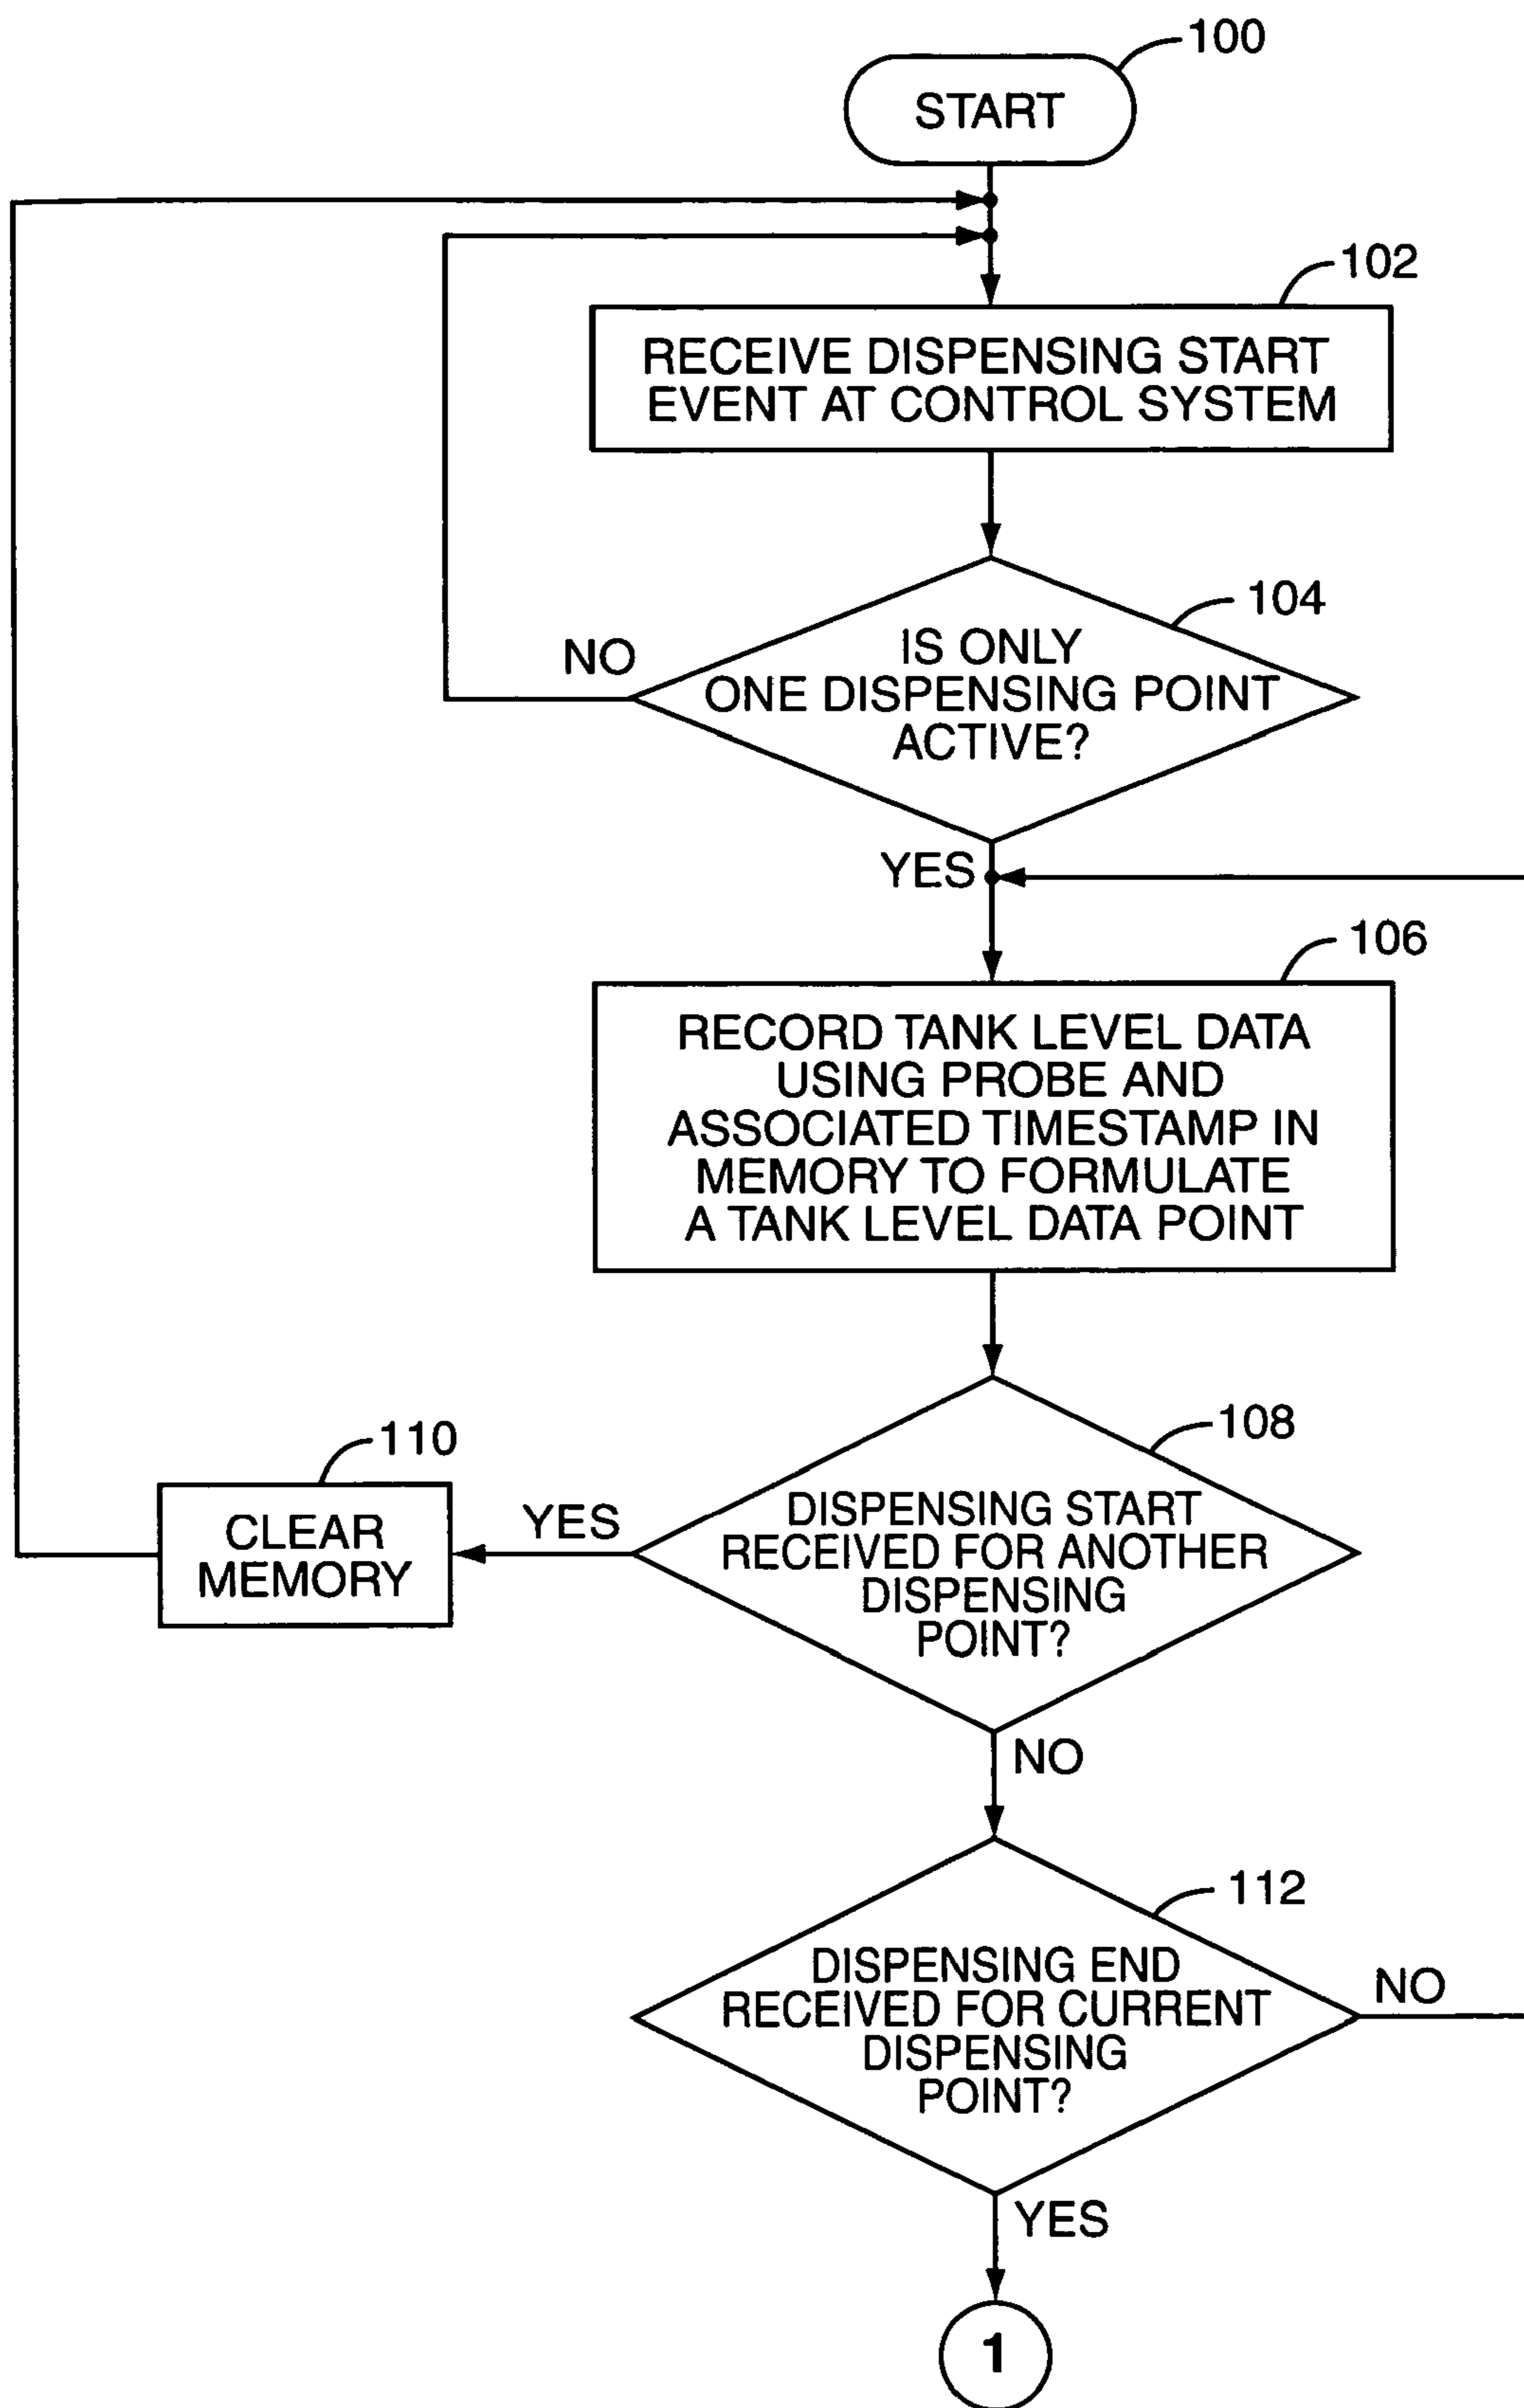 100
START
102
RECEIVE DISPENSING START
EVENT AT CONTROL SYSTEM
104
NO
IS ONLY
ONE DISPENSING POINT
ACTIVE?
YES
106
RECORD TANK LEVEL DATA
USING PROBE AND
ASSOCIATED TIMESTAMP IN
MEMORY TO FORMULATE
A TANK LEVEL DATA POINT
108
110
DISPENSING START
RECEIVED FOR ANOTHER
DISPENSING
POINT?
YES
CLEAR
MEMORY
NO
112
DISPENSING END
RECEIVED FOR CURRENT
DISPENSING
POINT?
NO
YES
1